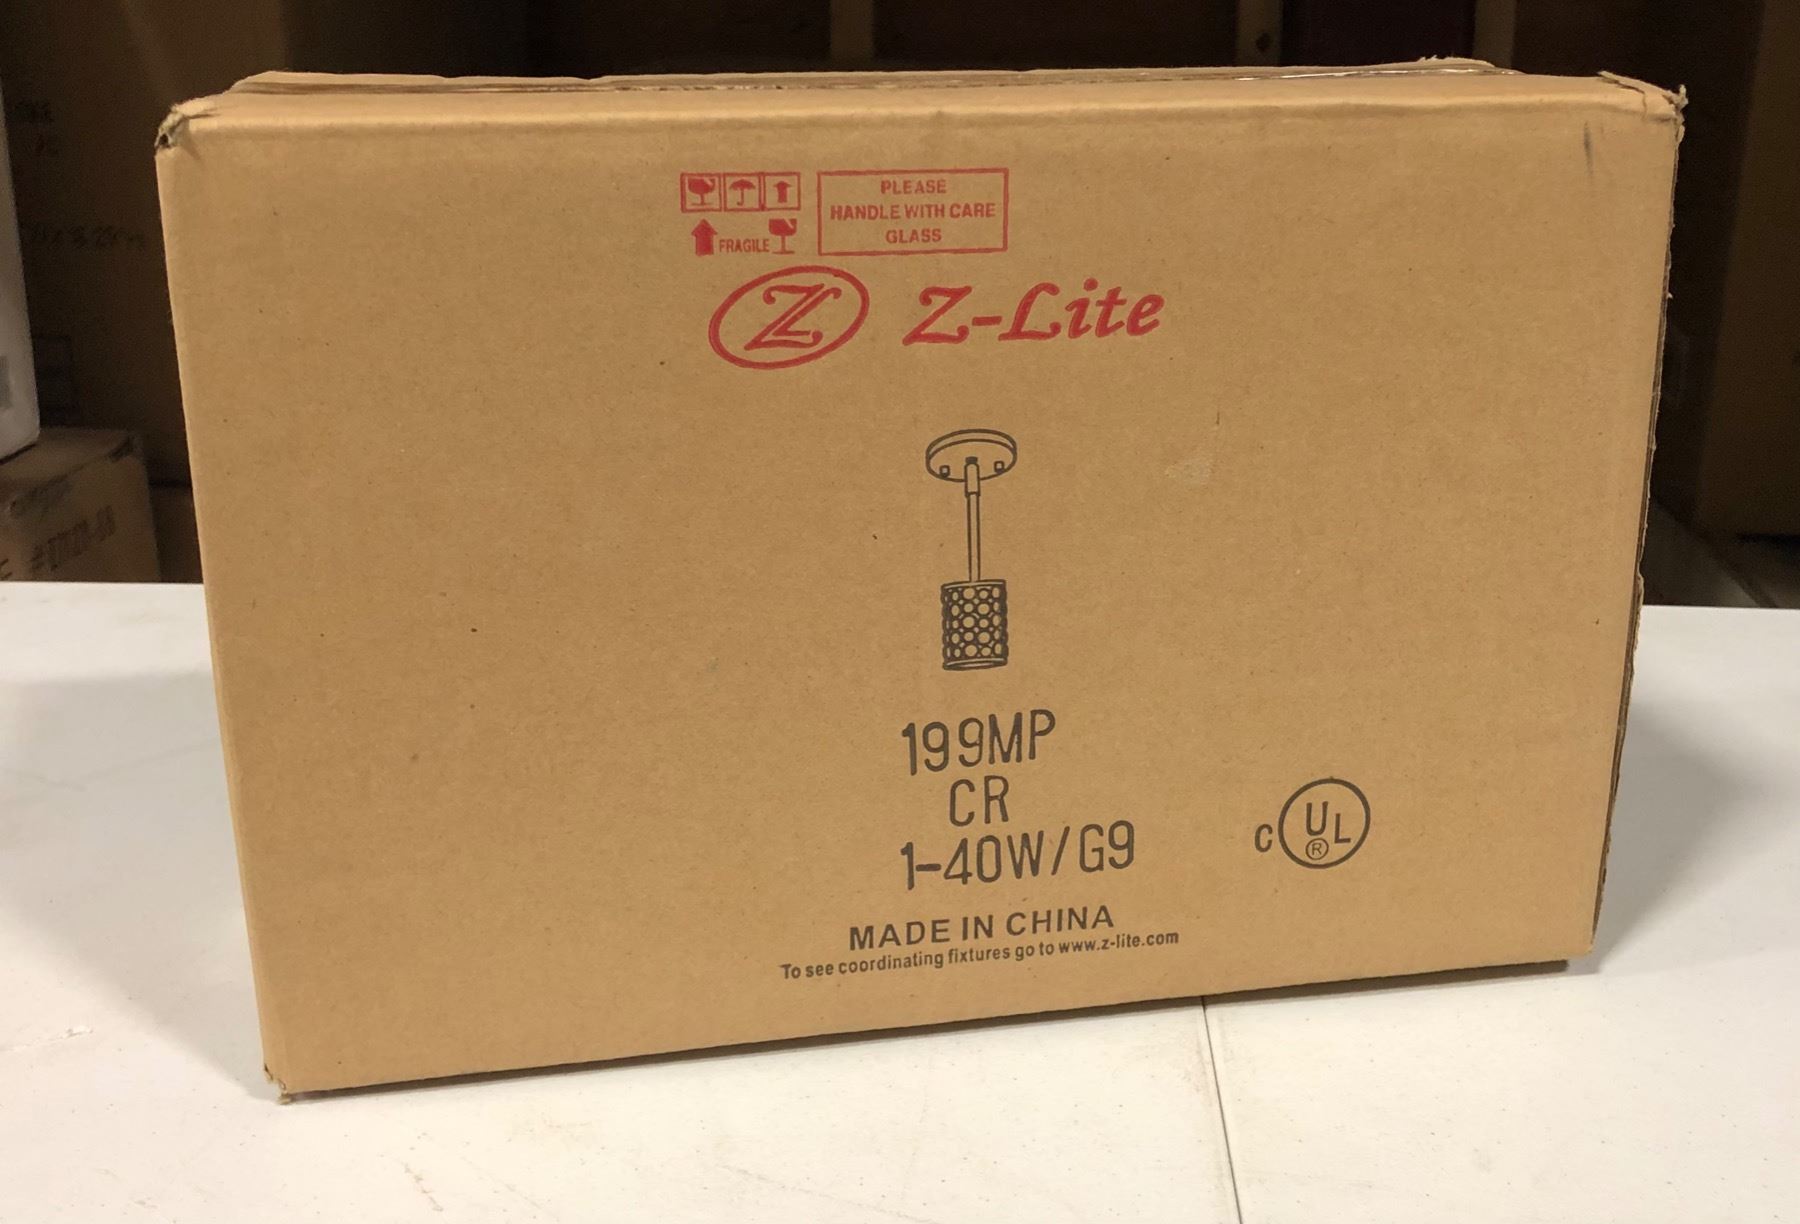 PLEASE
HANDLE WITH CARE
GLASS
FRAGILE
Z-Lite
199MP
CR
1-40W/G9
C UL ®
MADE IN CHINA
To see coordinating fixtures go to www.z-lite.com